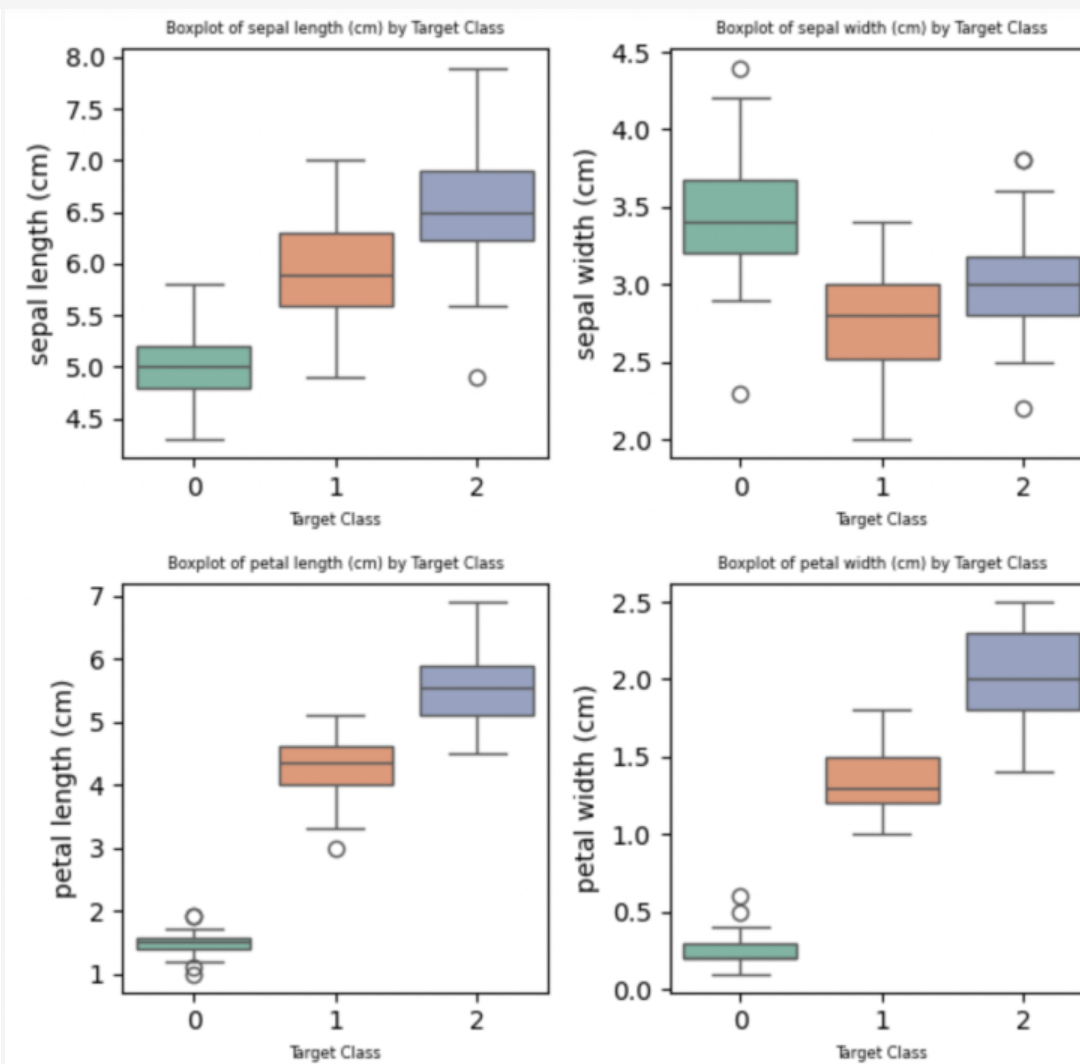 Boxplot of sepal length (cm) by Target Class
8.0
7.5
7.0
6.5
6.0
5.5
5.0
4.5
sepal length (cm)
0 1 2
Target Class
Boxplot of sepal width (cm) by Target Class
4.5
4.0
3.5
3.0
2.5
2.0
sepal width (cm)
0 1 2
Target Class
Boxplot of petal length (cm) by Target Class
7
6
5
4
3
2
1
petal length (cm)
0 1 2
Target Class
Boxplot of petal width (cm) by Target Class
2.5
2.0
1.5
1.0
0.5
0.0
petal width (cm)
0 1 2
Target Class